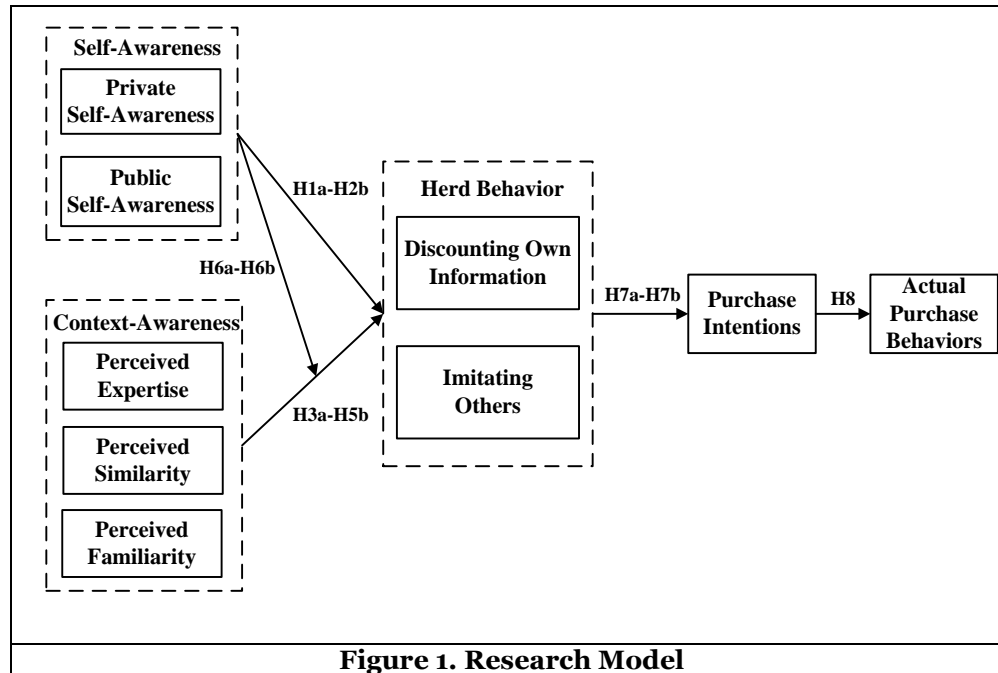 Self-Awareness
Private
Self-Awareness
Public
Self-Awareness
H1a-H2b
H6a-H6b
Context-Awareness
Perceived
Expertise
Perceived
Similarity
Perceived
Familiarity
H3a-H5b
Herd Behavior
Discounting Own
Information
Imitating
Others
H7a-H7b
Purchase
Intentions
H8
Actual
Purchase
Behaviors
Figure 1. Research Model